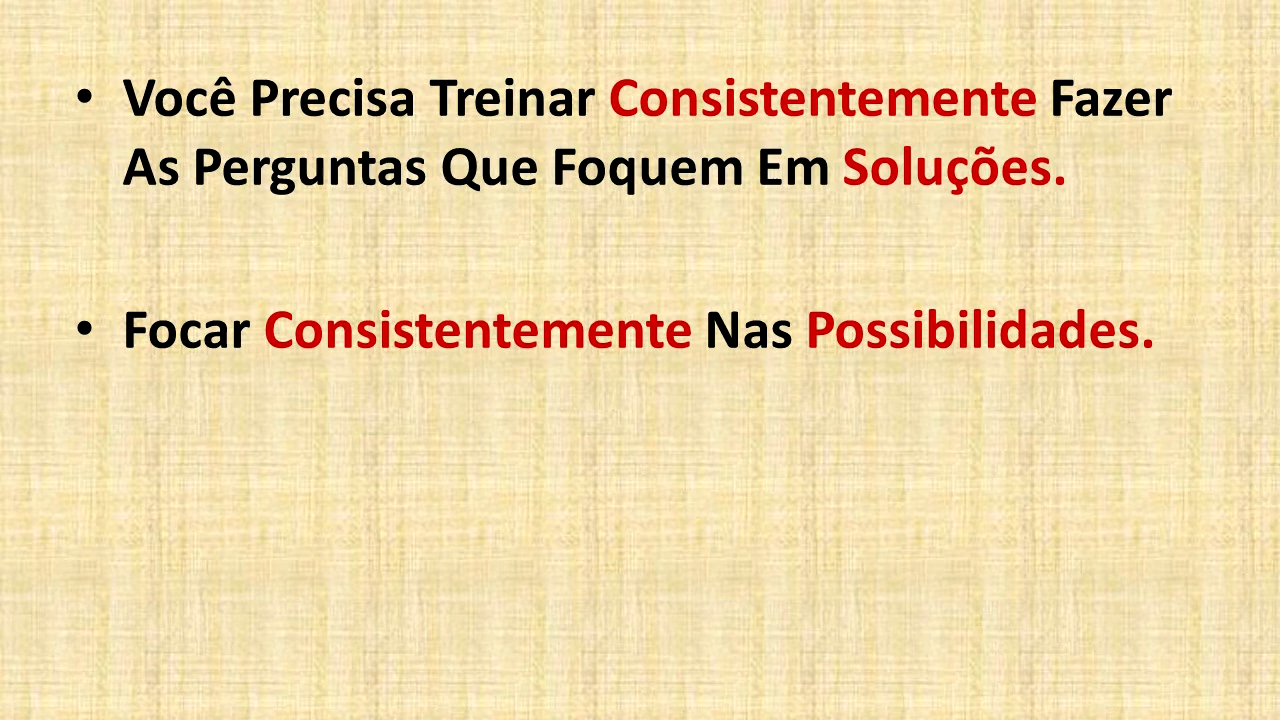 • Você Precisa Treinar Consistentemente Fazer
As Perguntas Que Foquem Em Soluções.
• Focar Consistentemente Nas Possibilidades.